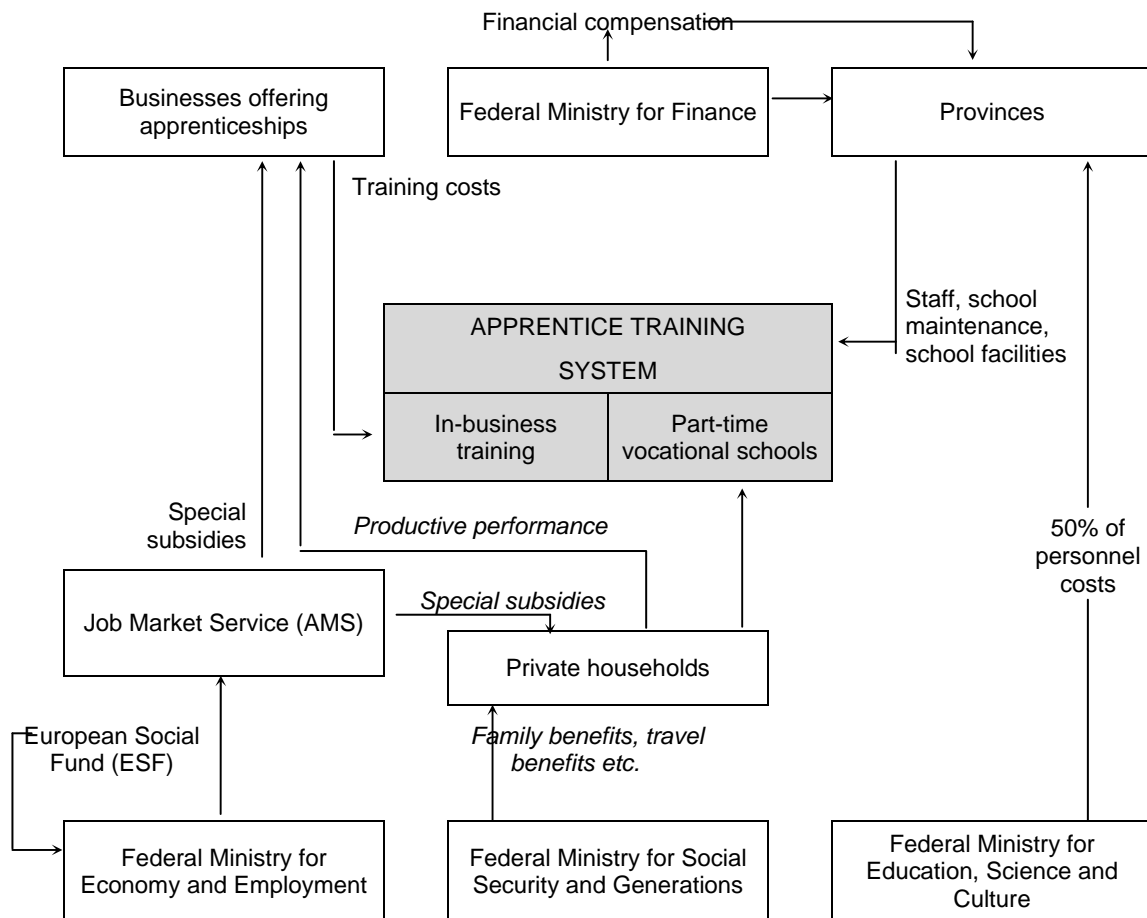 Financial compensation
Businesses offering
apprenticeships
Federal Ministry for Finance
Provinces
Training costs
Staff, school
maintenance,
school facilities
APPRENTICE TRAINING
SYSTEM
In-business
training
Part-time
vocational schools
Special
subsidies
Productive performance
50% of
personnel
costs
Job Market Service (AMS)
Special subsidies
Private households
European Social
Fund (ESF)
Family benefits, travel
benefits etc.
Federal Ministry for
Economy and Employment
Federal Ministry for Social
Security and Generations
Federal Ministry for
Education, Science and
Culture